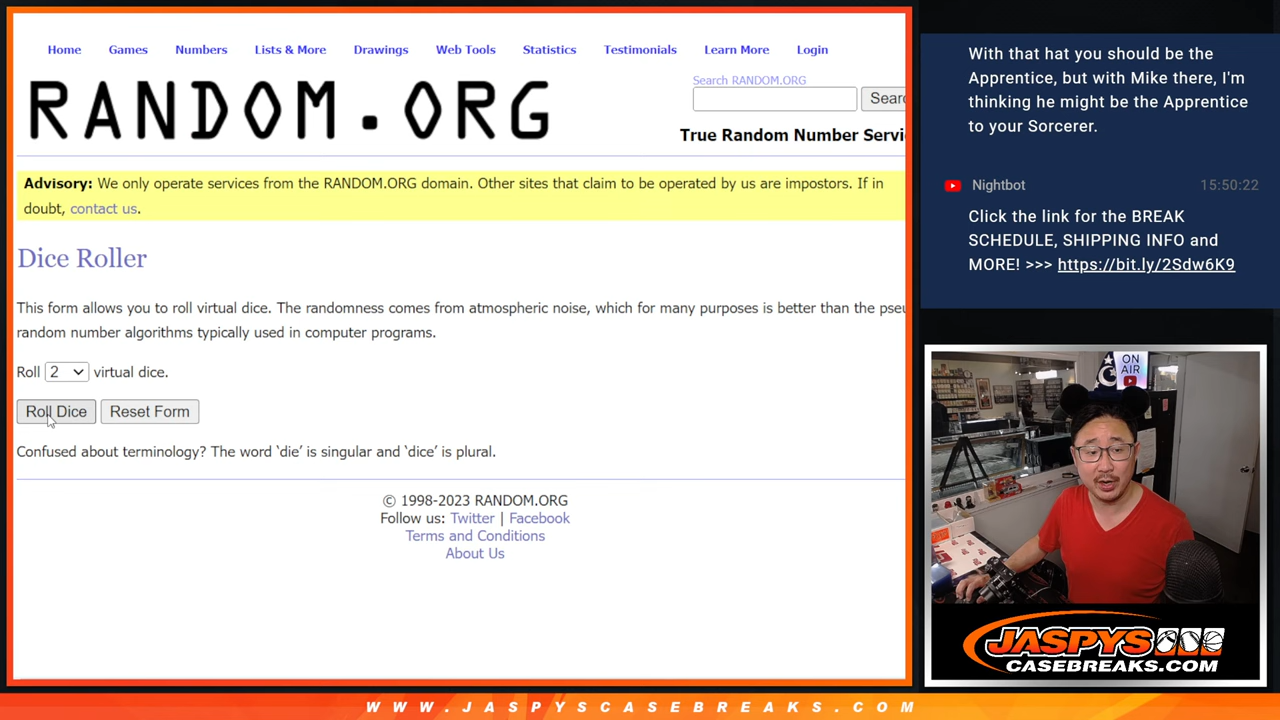 Home Games Numbers Lists & More Drawings Web Tools Statistics Testimonials Learn More Login
RANDOM.ORG
Search RANDOM.ORG
Searc
True Random Number Servi
Advisory: We only operate services from the RANDOM.ORG domain. Other sites that claim to be operated by us are impostors. If in
doubt, contact us.
Dice Roller
This form allows you to roll virtual dice. The randomness comes from atmospheric noise, which for many purposes is better than the pseu
random number algorithms typically used in computer programs.
Roll 2 virtual dice.
Roll Dice Reset Form
Confused about terminology? The word ‘die’ is singular and ‘dice’ is plural.
© 1998-2023 RANDOM.ORG
Follow us: Twitter | Facebook
Terms and Conditions
About Us
With that hat you should be the
Apprentice, but with Mike there, I'm
thinking he might be the Apprentice
to your Sorcerer.
Nightbot 15:50:22
Click the link for the BREAK
SCHEDULE, SHIPPING INFO and
MORE! >>> https://bit.ly/2Sdw6K9
ON
AIR
JASPYS
CASEBREAKS.COM
WWW.JASPYSCASEBREAKS.COM